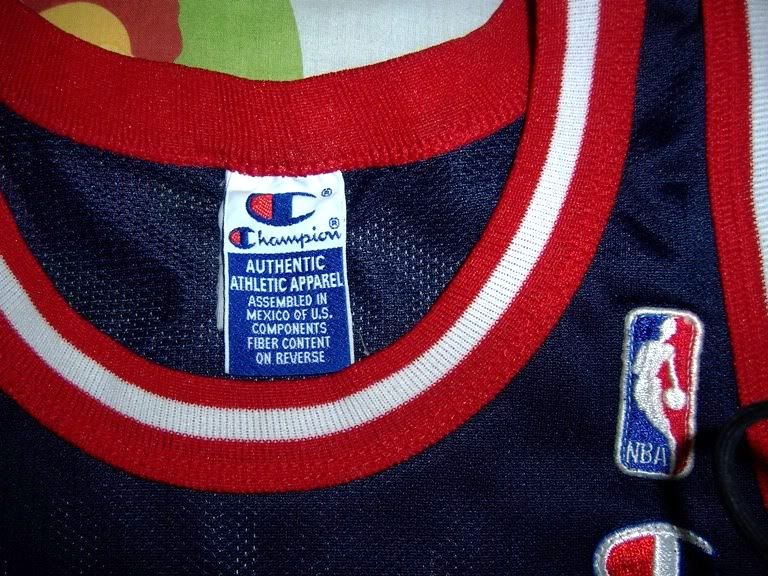 Champion®
AUTHENTIC
ATHLETIC APPAREL
ASSEMBLED IN
MEXICO OF U.S.
COMPONENTS
FIBER CONTENT
ON REVERSE
NBA